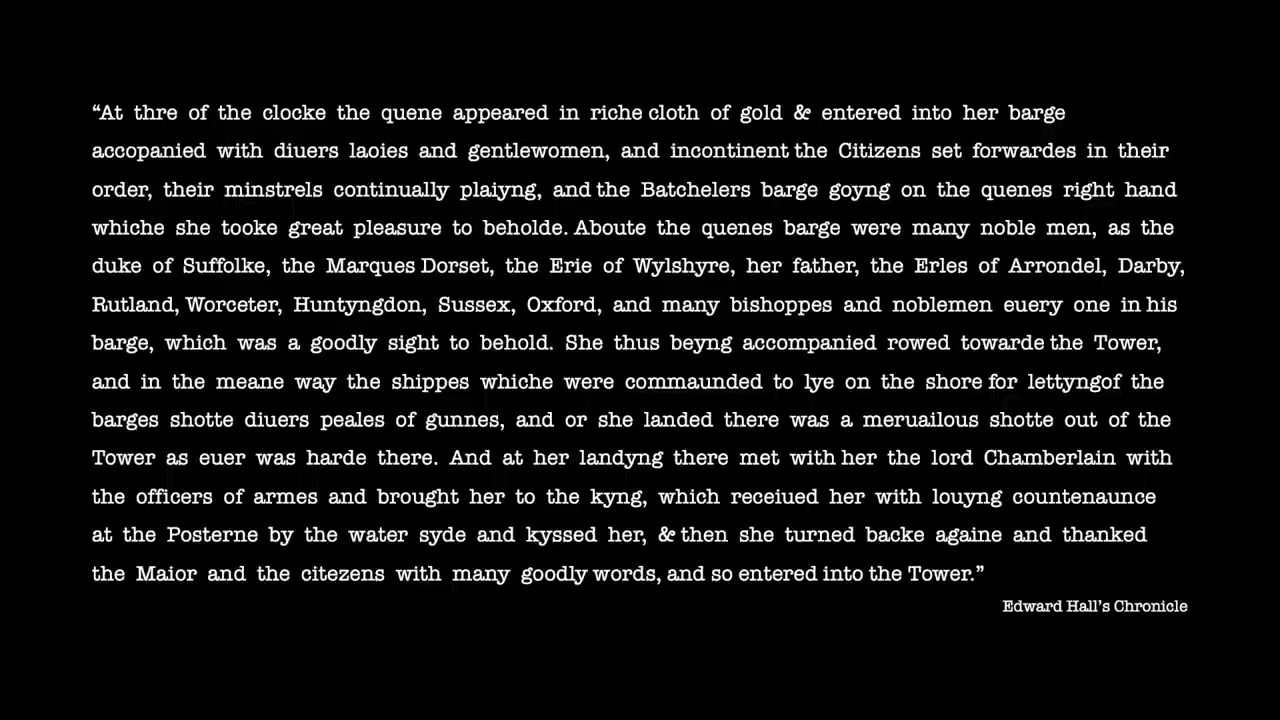 “At thre of the clocke the quene appeared in riche cloth of gold & entered into her barge
accopanied with diuers laoies and gentlewomen, and incontinent the Citizens set forwardes in their
order, their minstrels continually plaiyng, and the Batchelers barge goyng on the quenes right hand
whiche she tooke great pleasure to beholde. Aboute the quenes barge were many noble men, as the
duke of Suffolke, the Marques Dorset, the Erie of Wylshyre, her father, the Erles of Arrondel, Darby,
Rutland, Worceter, Huntyngdon, Sussex, Oxford, and many bishoppes and noblemen euery one in his
barge, which was a goodly sight to behold. She thus beyng accompanied rowed towarde the Tower,
and in the meane way the shippes whiche were commaunded to lye on the shore for lettyngof the
barges shotte diuers peales of gunnes, and or she landed there was a meruailous shotte out of the
Tower as euer was harde there. And at her landyng there met with her the lord Chamberlain with
the officers of armes and brought her to the kyng, which receiued her with louyng countenaunce
at the Posterne by the water syde and kyssed her, & then she turned backe againe and thanked
the Maior and the citezens with many goodly words, and so entered into the Tower.”
Edward Hall’s Chronicle